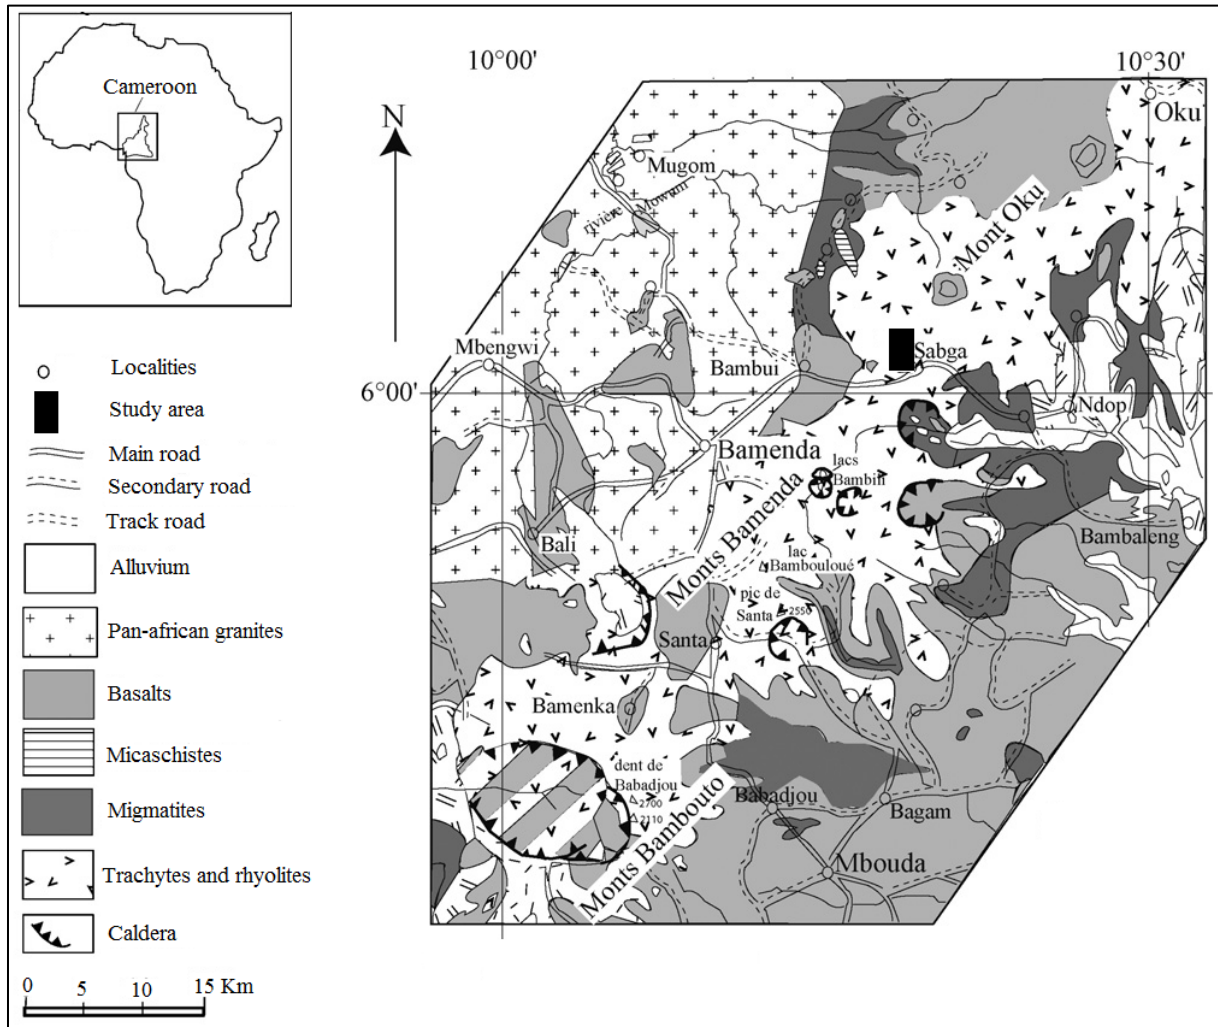 Cameroon
Localities
Study area
Main road
Secondary road
Track road
Alluvium
Pan-african granites
Basalts
Micaschistes
Migmatites
Trachytes and rhyolites
Caldera
0 5 10 15 Km
10°00'
10°30'
N
Oku
Mugom
rivière Mowum
Mont Oku
Mbengwi
Bambui
Sabga
6°00'
Ndop
Bamenda
lacs
Bambili
Monts Bamenda
Bali
Bambaleng
lac
Bambouloué
pic de
Santa
2550
Santa
Bamenka
dent de
Babadjou
2700
2110
Babadjou
Bagam
Monts Bambouto
Mbouda